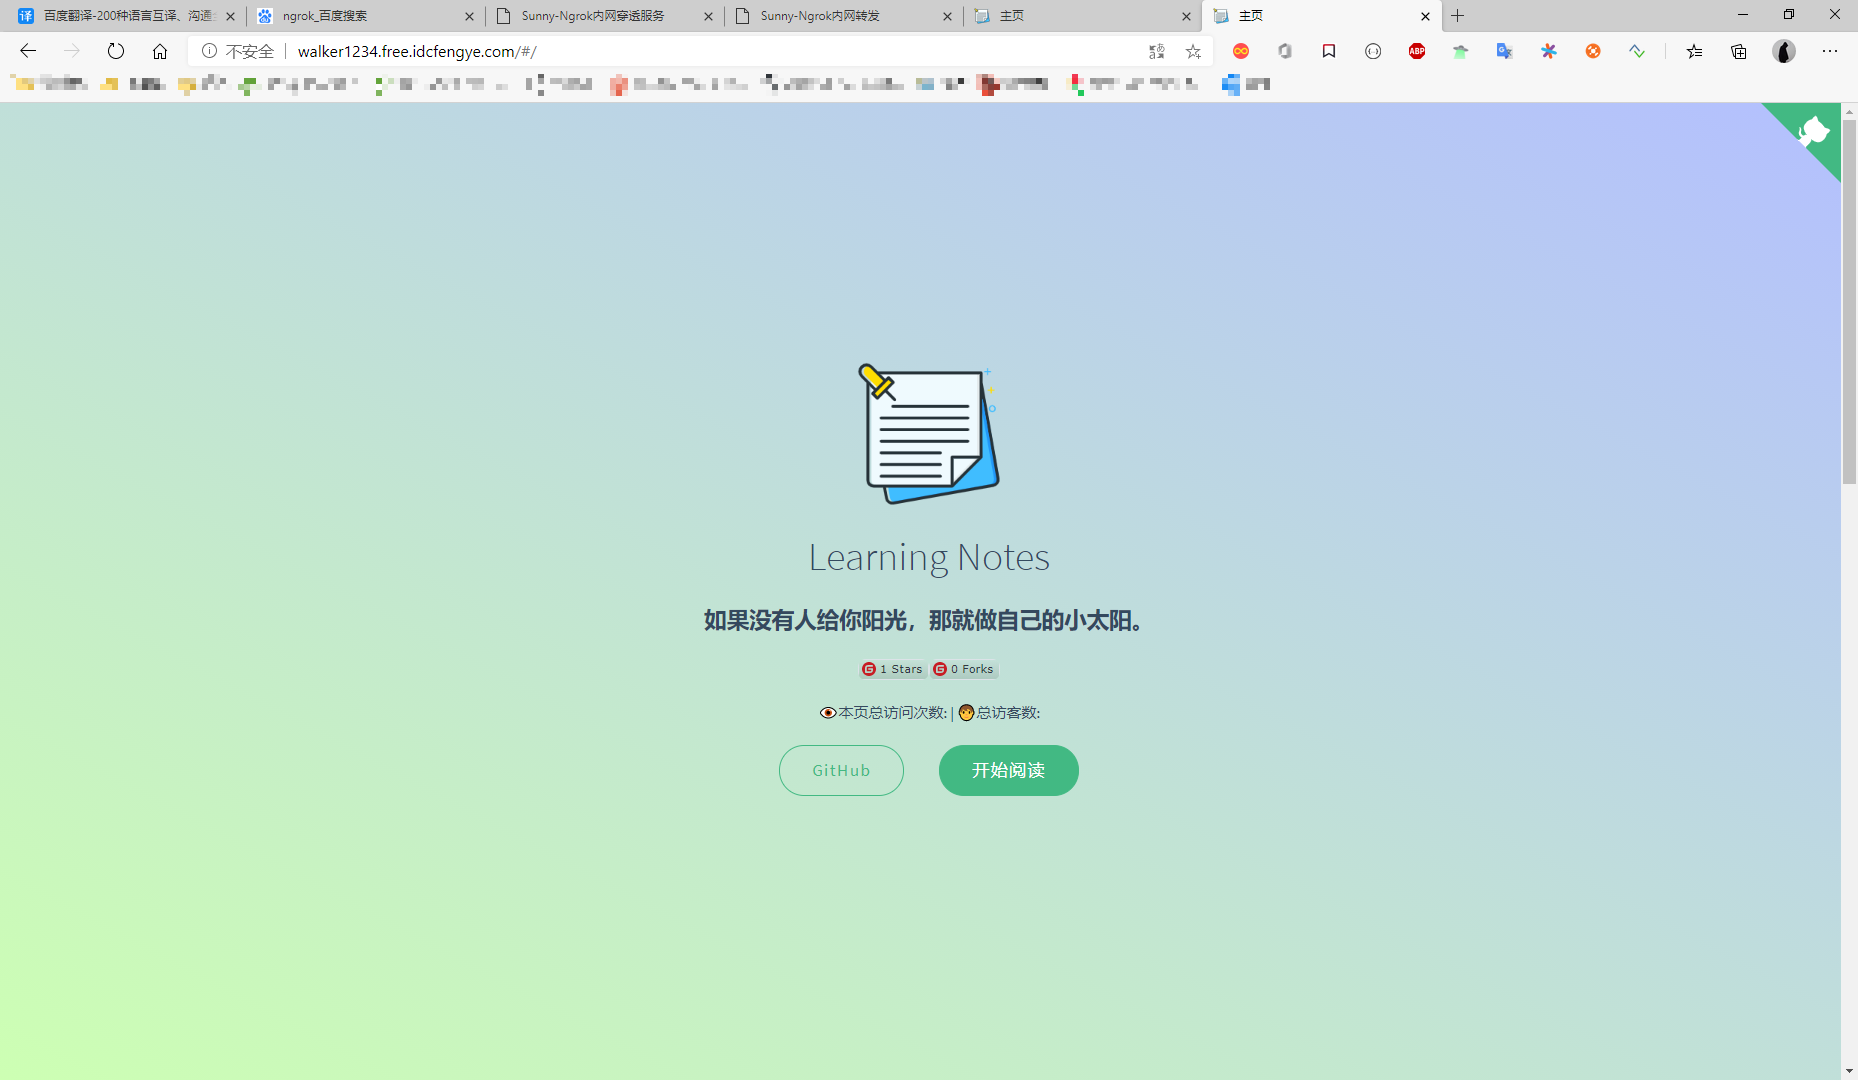 百度翻译-200种语言互译、沟通
ngrok_百度搜索
Sunny-Ngrok内网穿透服务
Sunny-Ngrok内网转发
主页
主页
不安全
walker1234.free.idcfengye.com/#/
ABP
Learning Notes
如果没有人给你阳光，那就做自己的小太阳。
1 Stars 0 Forks
本页总访问次数: | 总访客数:
GitHub
开始阅读